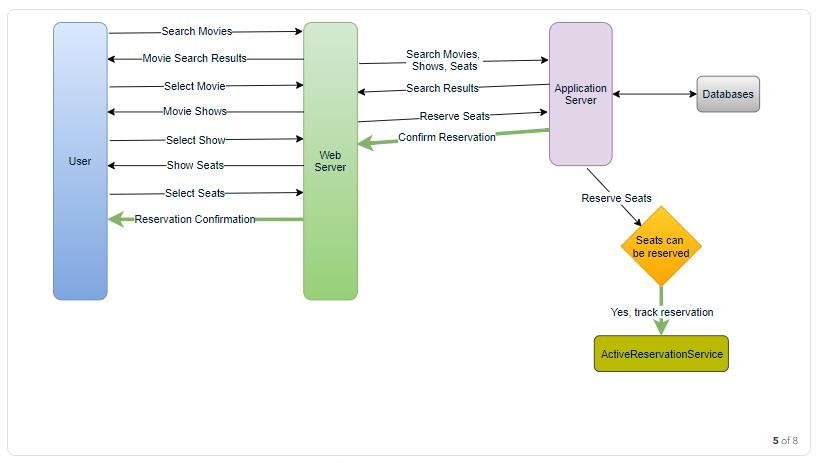 Search Movies
Movie Search Results
Select Movie
Movie Shows
Select Show
Show Seats
Select Seats
Reservation Confirmation
User
Web
Server
Search Movies,
Shows, Seats
Search Results
Reserve Seats
Confirm Reservation
Application
Server
Databases
Reserve Seats
Seats can
be reserved
Yes, track reservation
ActiveReservationService
5 of 8